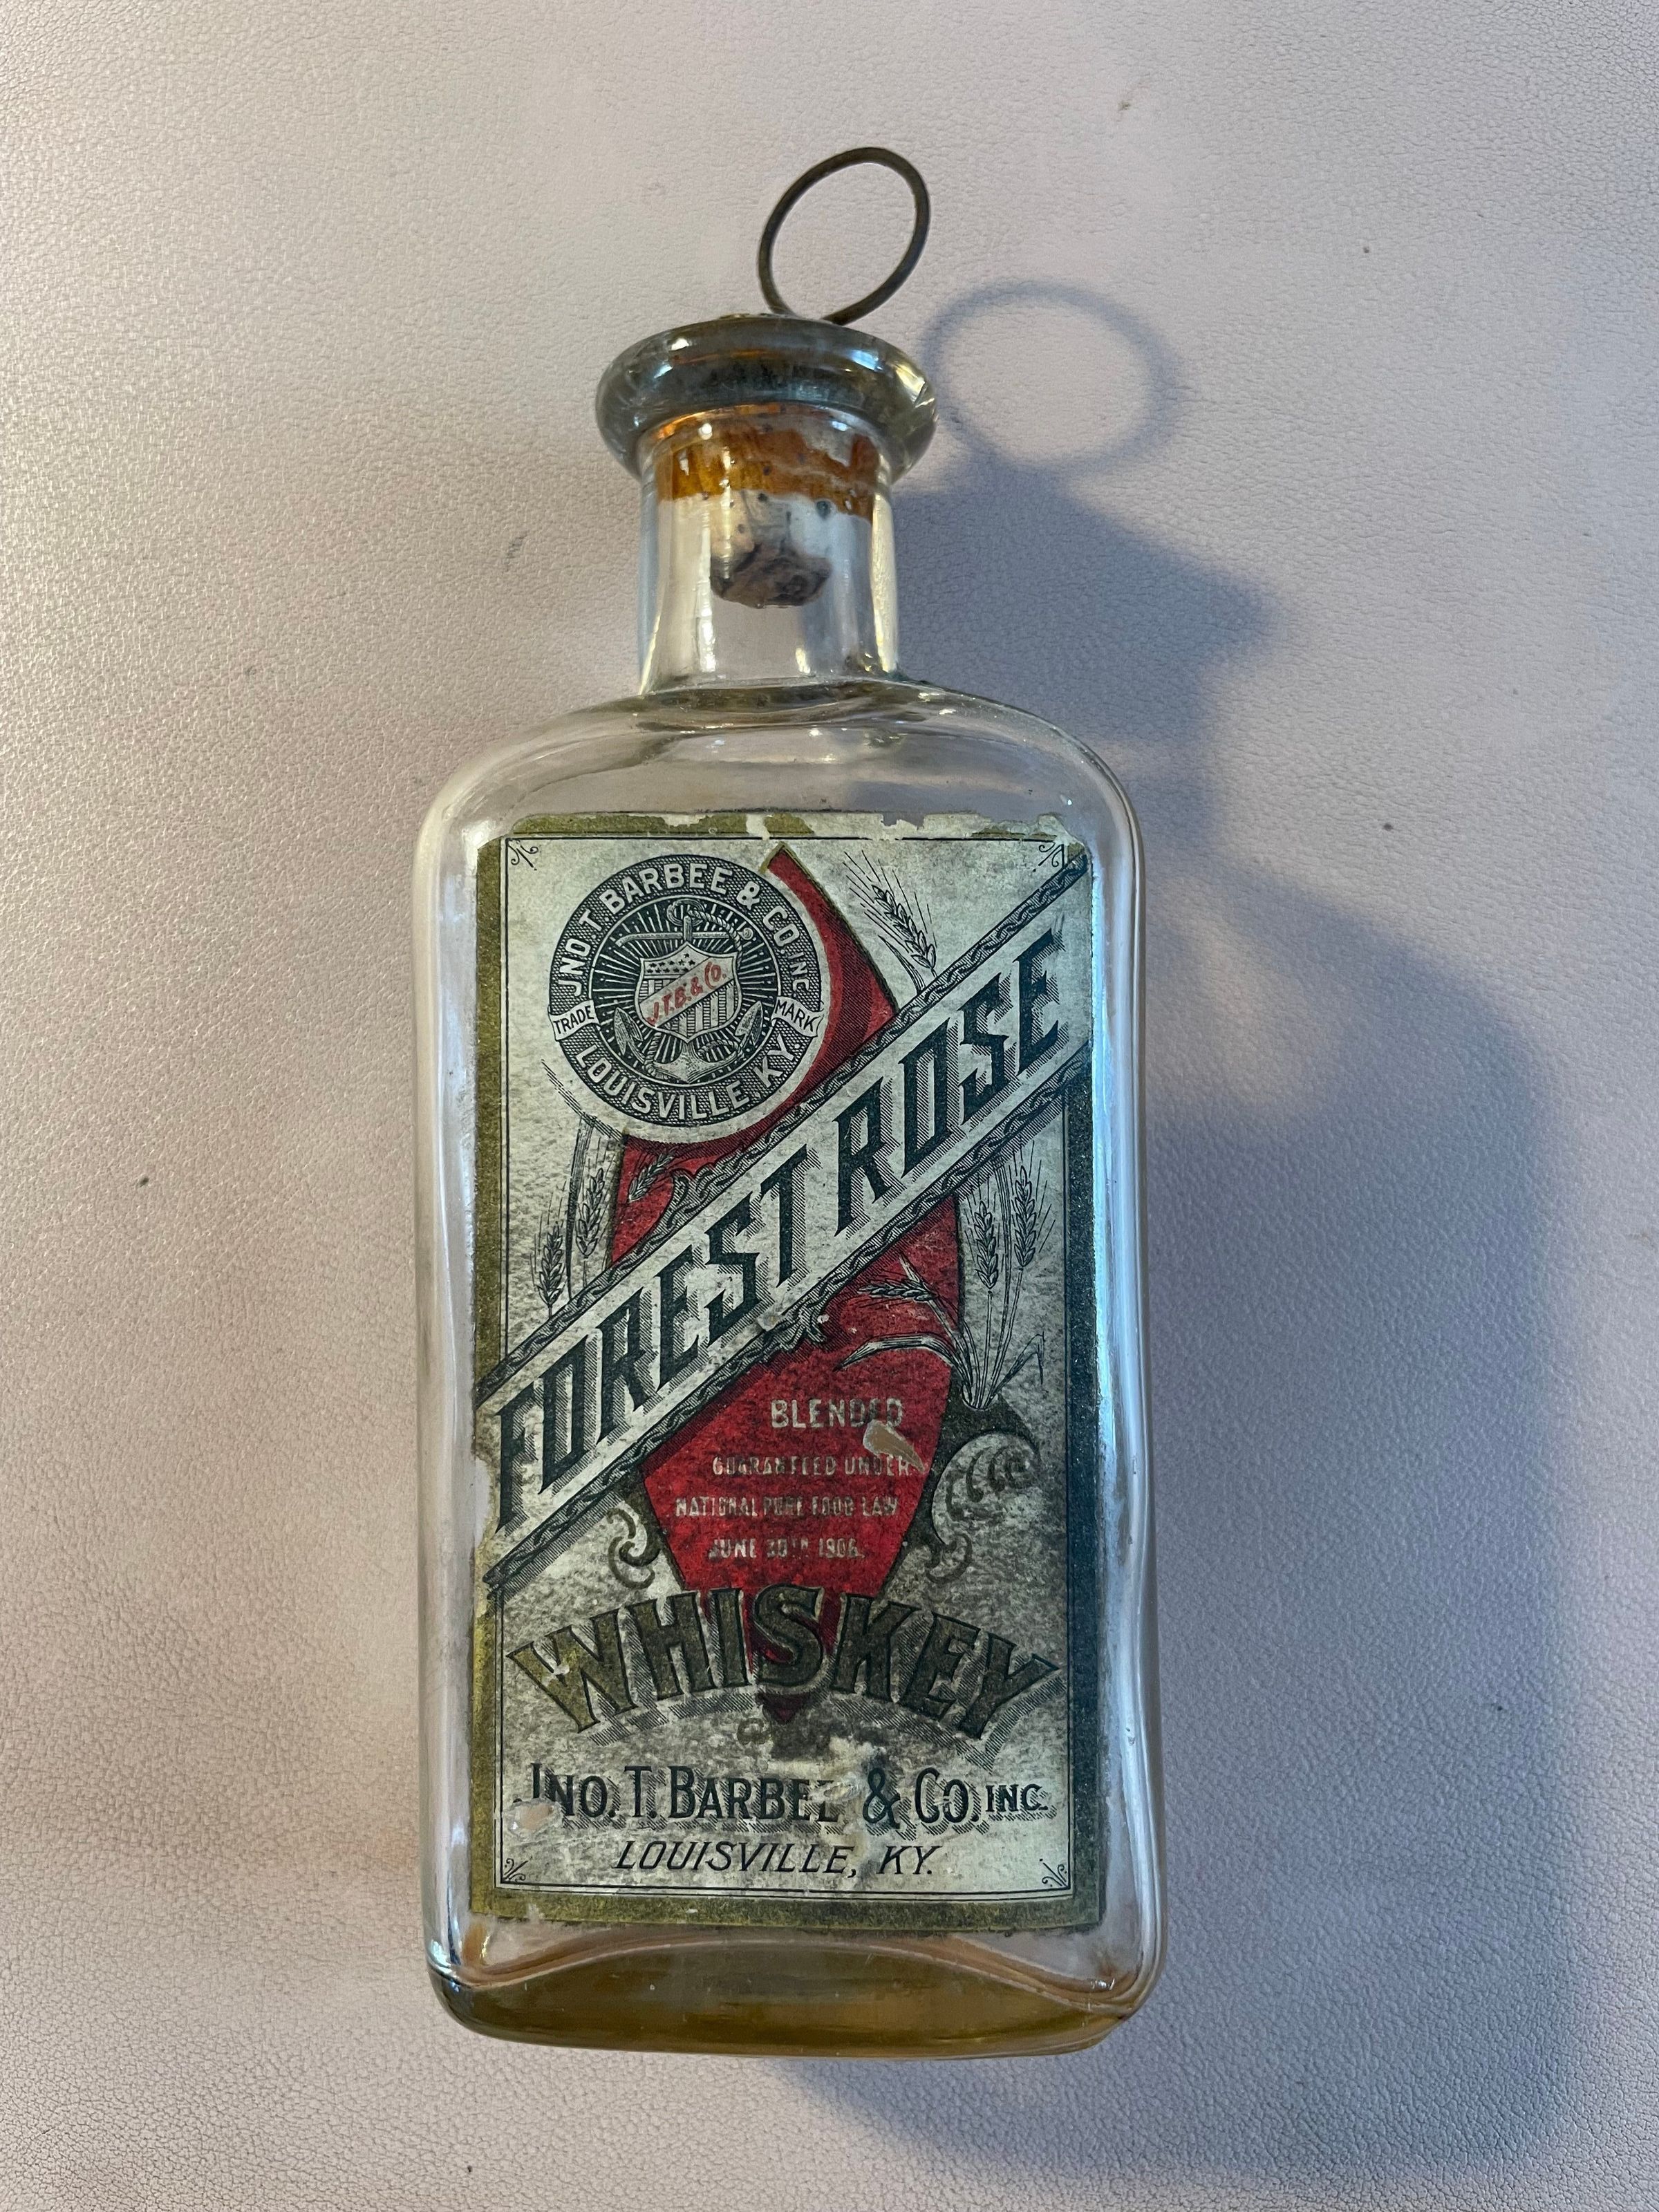 JNO T BARBEE & CO INC
J.T.B.& Co.
TRADE MARK
LOUISVILLE KY
FOREST ROSE
BLENDED
GUARANTEED UNDER
NATIONAL PURE FOOD LAW
JUNE 30TH 1906.
WHISKEY
JNO. T. BARBEE & CO. INC.
LOUISVILLE, KY.